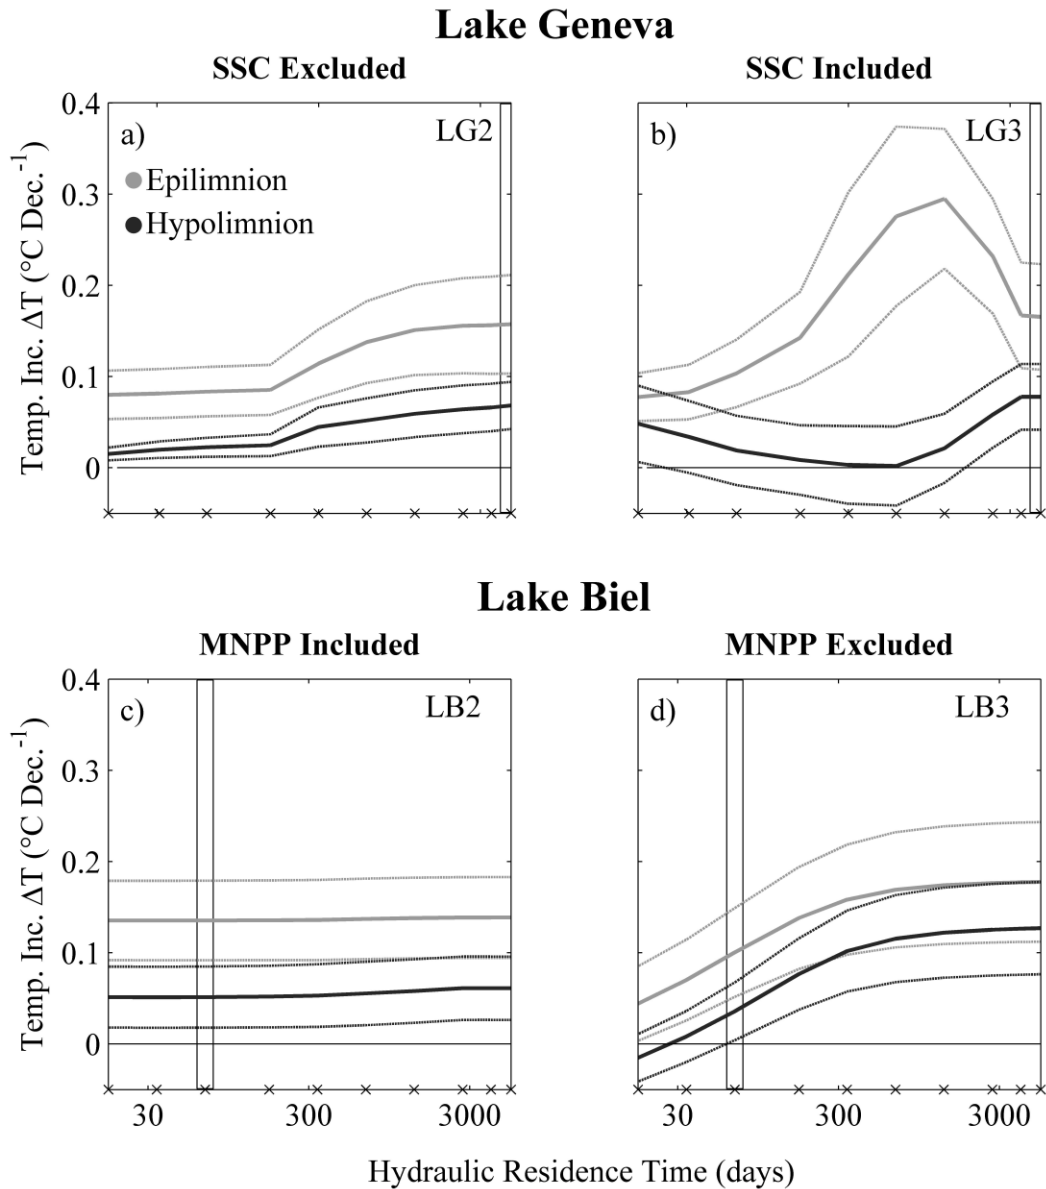 Lake Geneva
SSC Excluded
SSC Included
a)
LG2
b)
LG3
Epilimnion
Hypolimnion
Temp. Inc. ΔT (°C Dec.⁻¹)
0.4
0.3
0.2
0.1
0
Lake Biel
MNPP Included
MNPP Excluded
c)
LB2
d)
LB3
Temp. Inc. ΔT (°C Dec.⁻¹)
0.4
0.3
0.2
0.1
0
30
300
3000
30
300
3000
Hydraulic Residence Time (days)